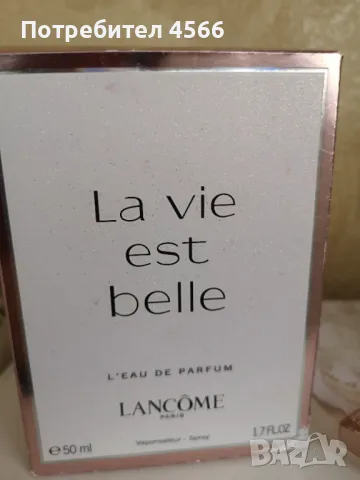 Потребител 4566
La vie
est
belle
L'EAU DE PARFUM
LANCÔME
PARIS
Vaporisateur - Spray
e 50 ml
1.7 FL.OZ
BAZAR